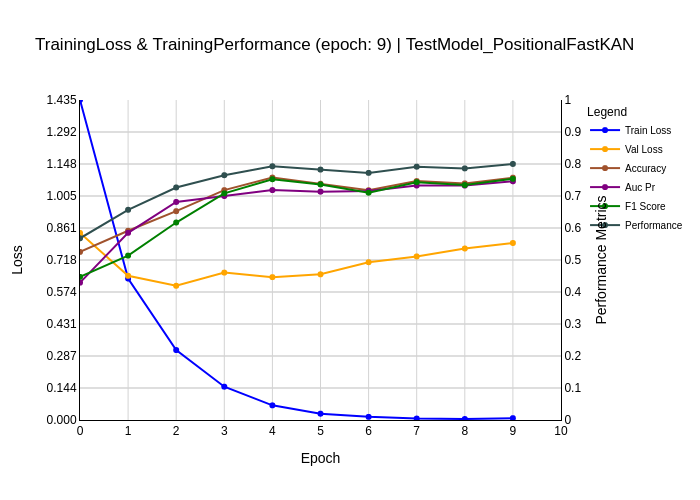 TrainingLoss & TrainingPerformance (epoch: 9) | TestModel_PositionalFastKAN
Legend
Train Loss
Val Loss
Accuracy
Auc Pr
F1 Score
Performance
Loss
1.435
1.292
1.148
1.005
0.861
0.718
0.574
0.431
0.287
0.144
0.000
Performance Metrics
1
0.9
0.8
0.7
0.6
0.5
0.4
0.3
0.2
0.1
0
0 1 2 3 4 5 6 7 8 9 10
Epoch